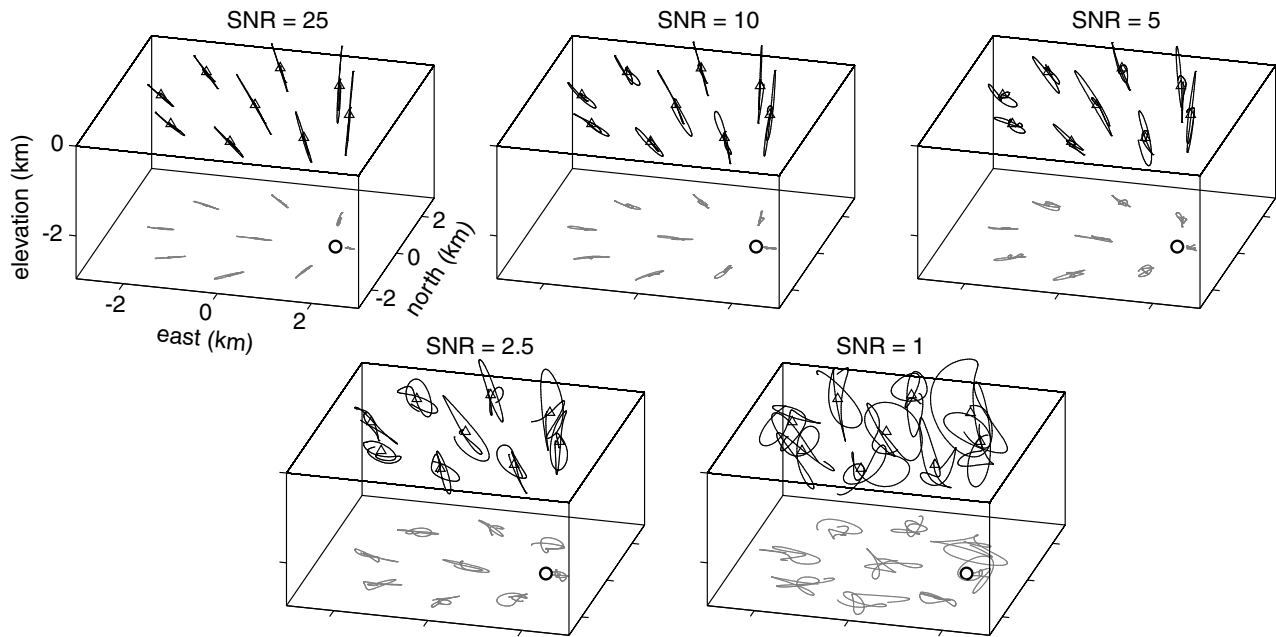 SNR = 25
SNR = 10
SNR = 5
0
-2
elevation (km)
-2
0
2
east (km)
-2
0
2
north (km)
SNR = 2.5
SNR = 1